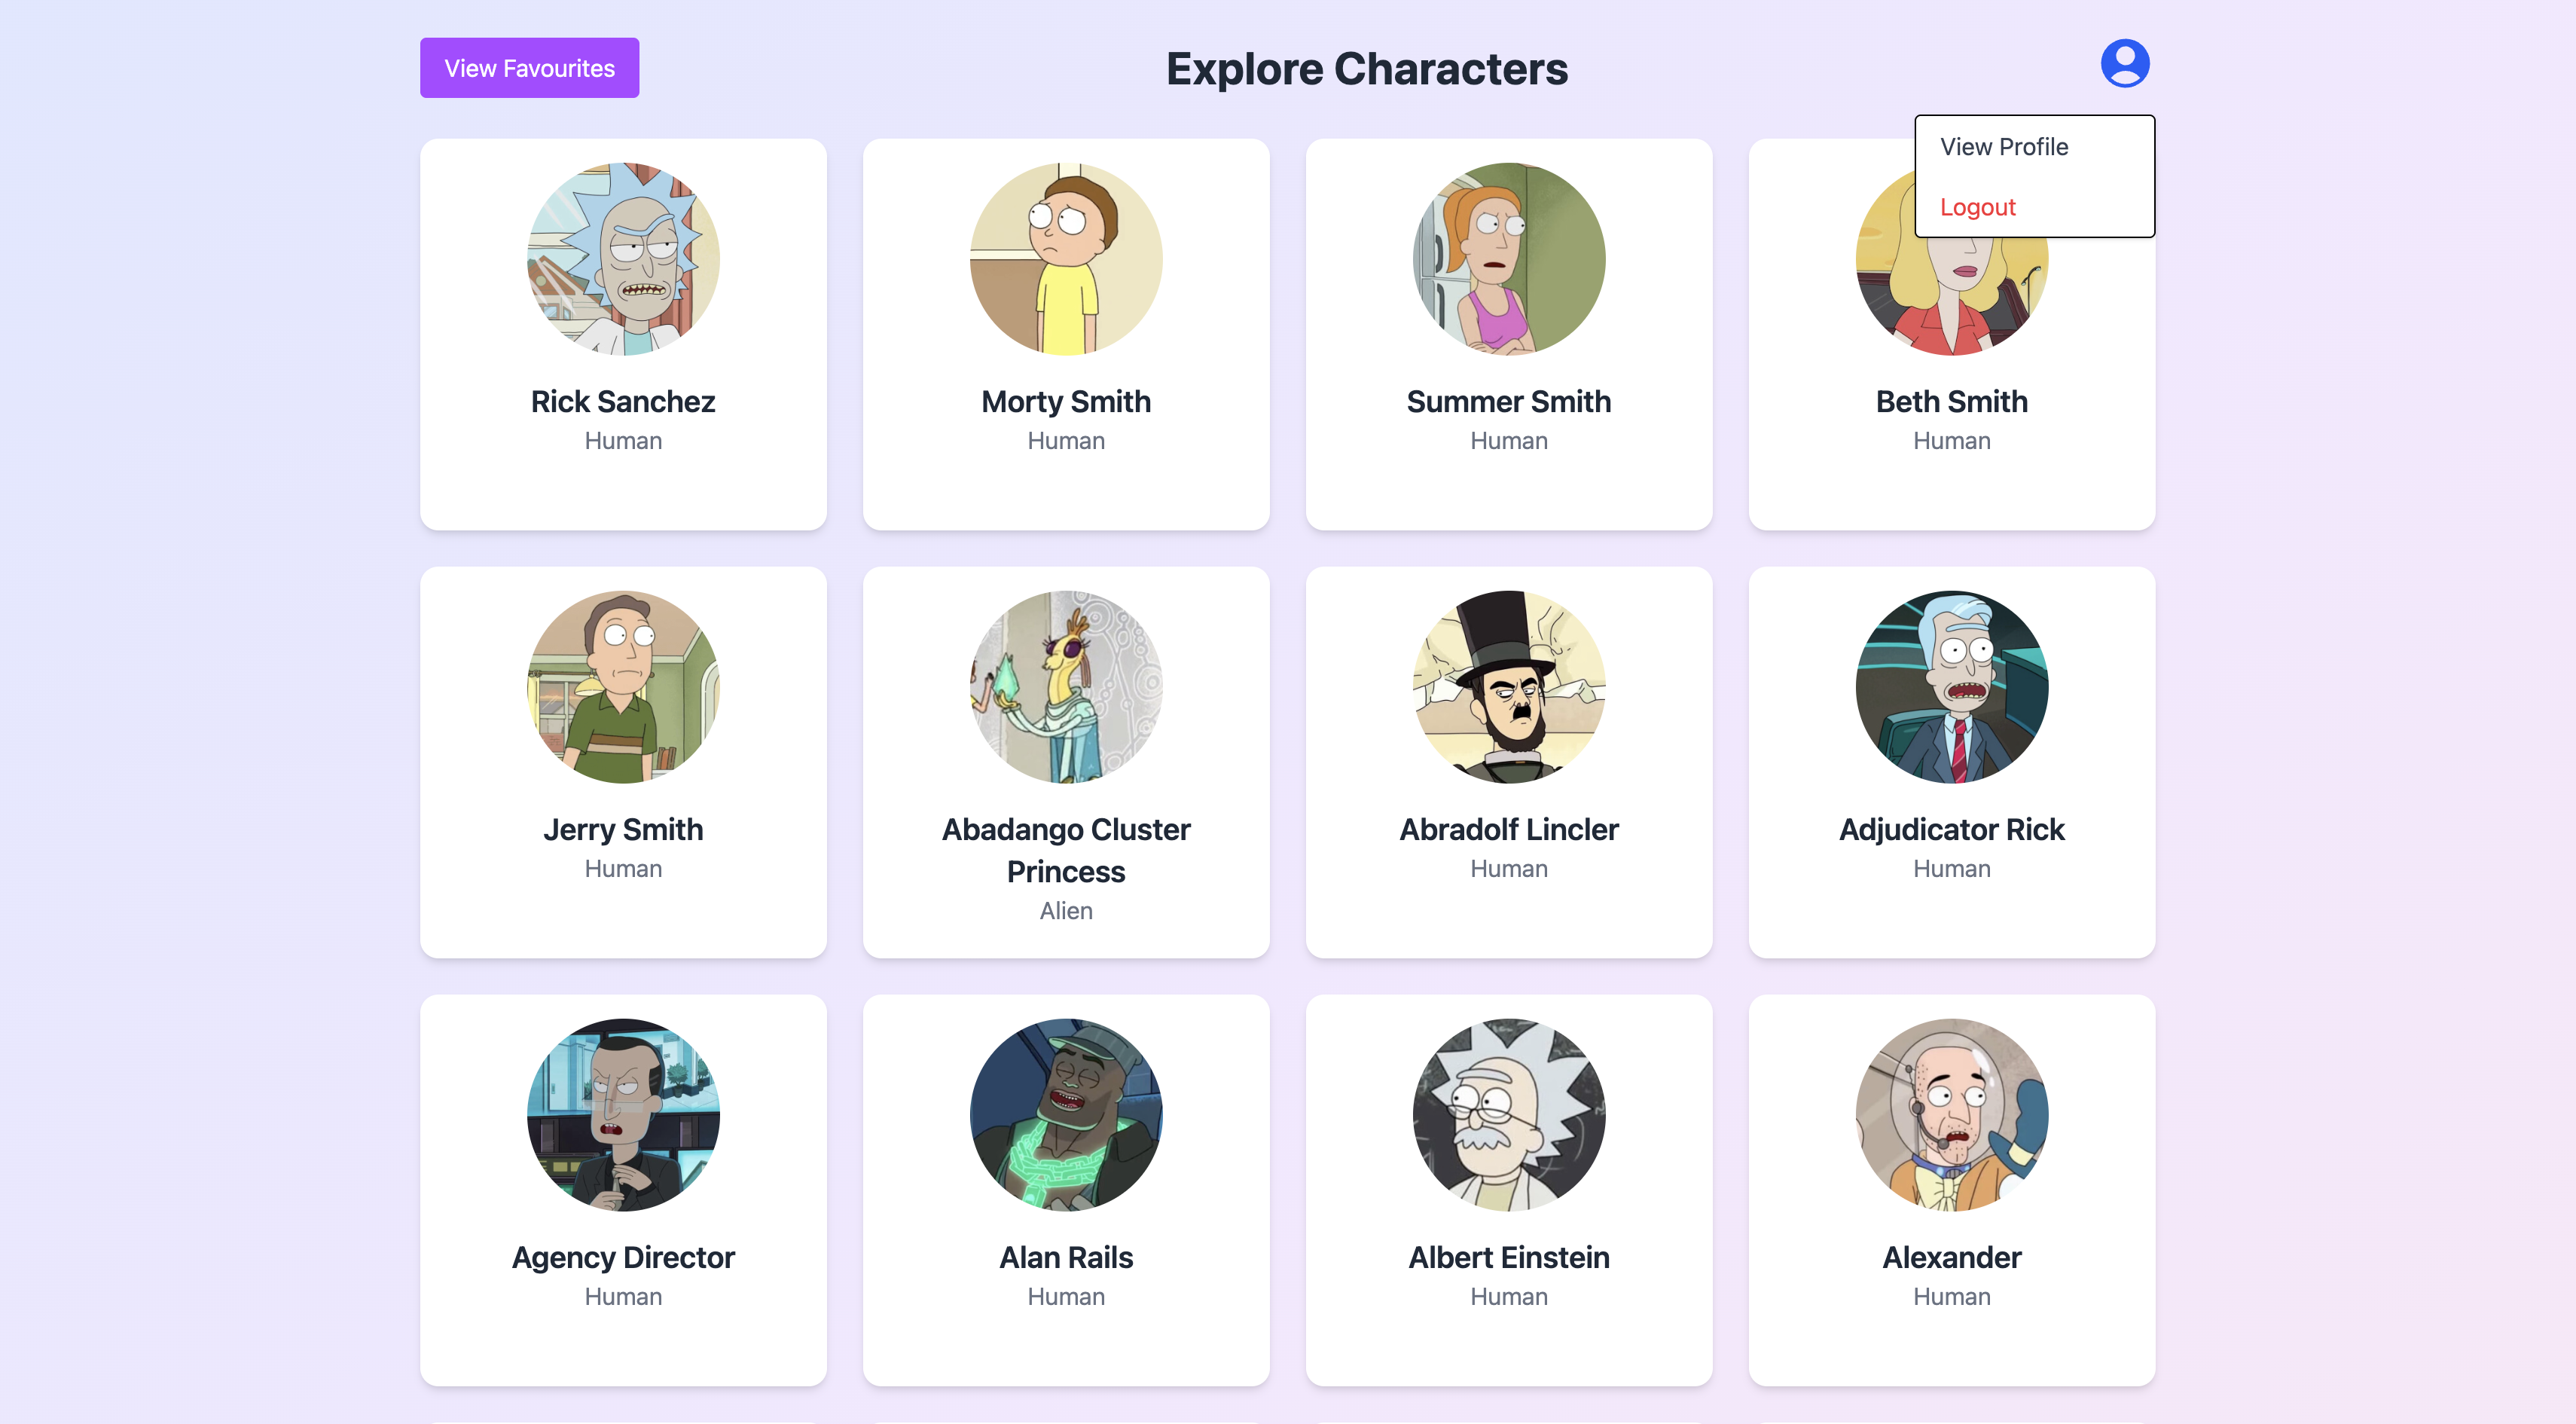 View Favourites
Explore Characters
View Profile
Logout
Rick Sanchez
Human
Morty Smith
Human
Summer Smith
Human
Beth Smith
Human
Jerry Smith
Human
Abadango Cluster
Princess
Alien
Abradolf Lincler
Human
Adjudicator Rick
Human
Agency Director
Human
Alan Rails
Human
Albert Einstein
Human
Alexander
Human